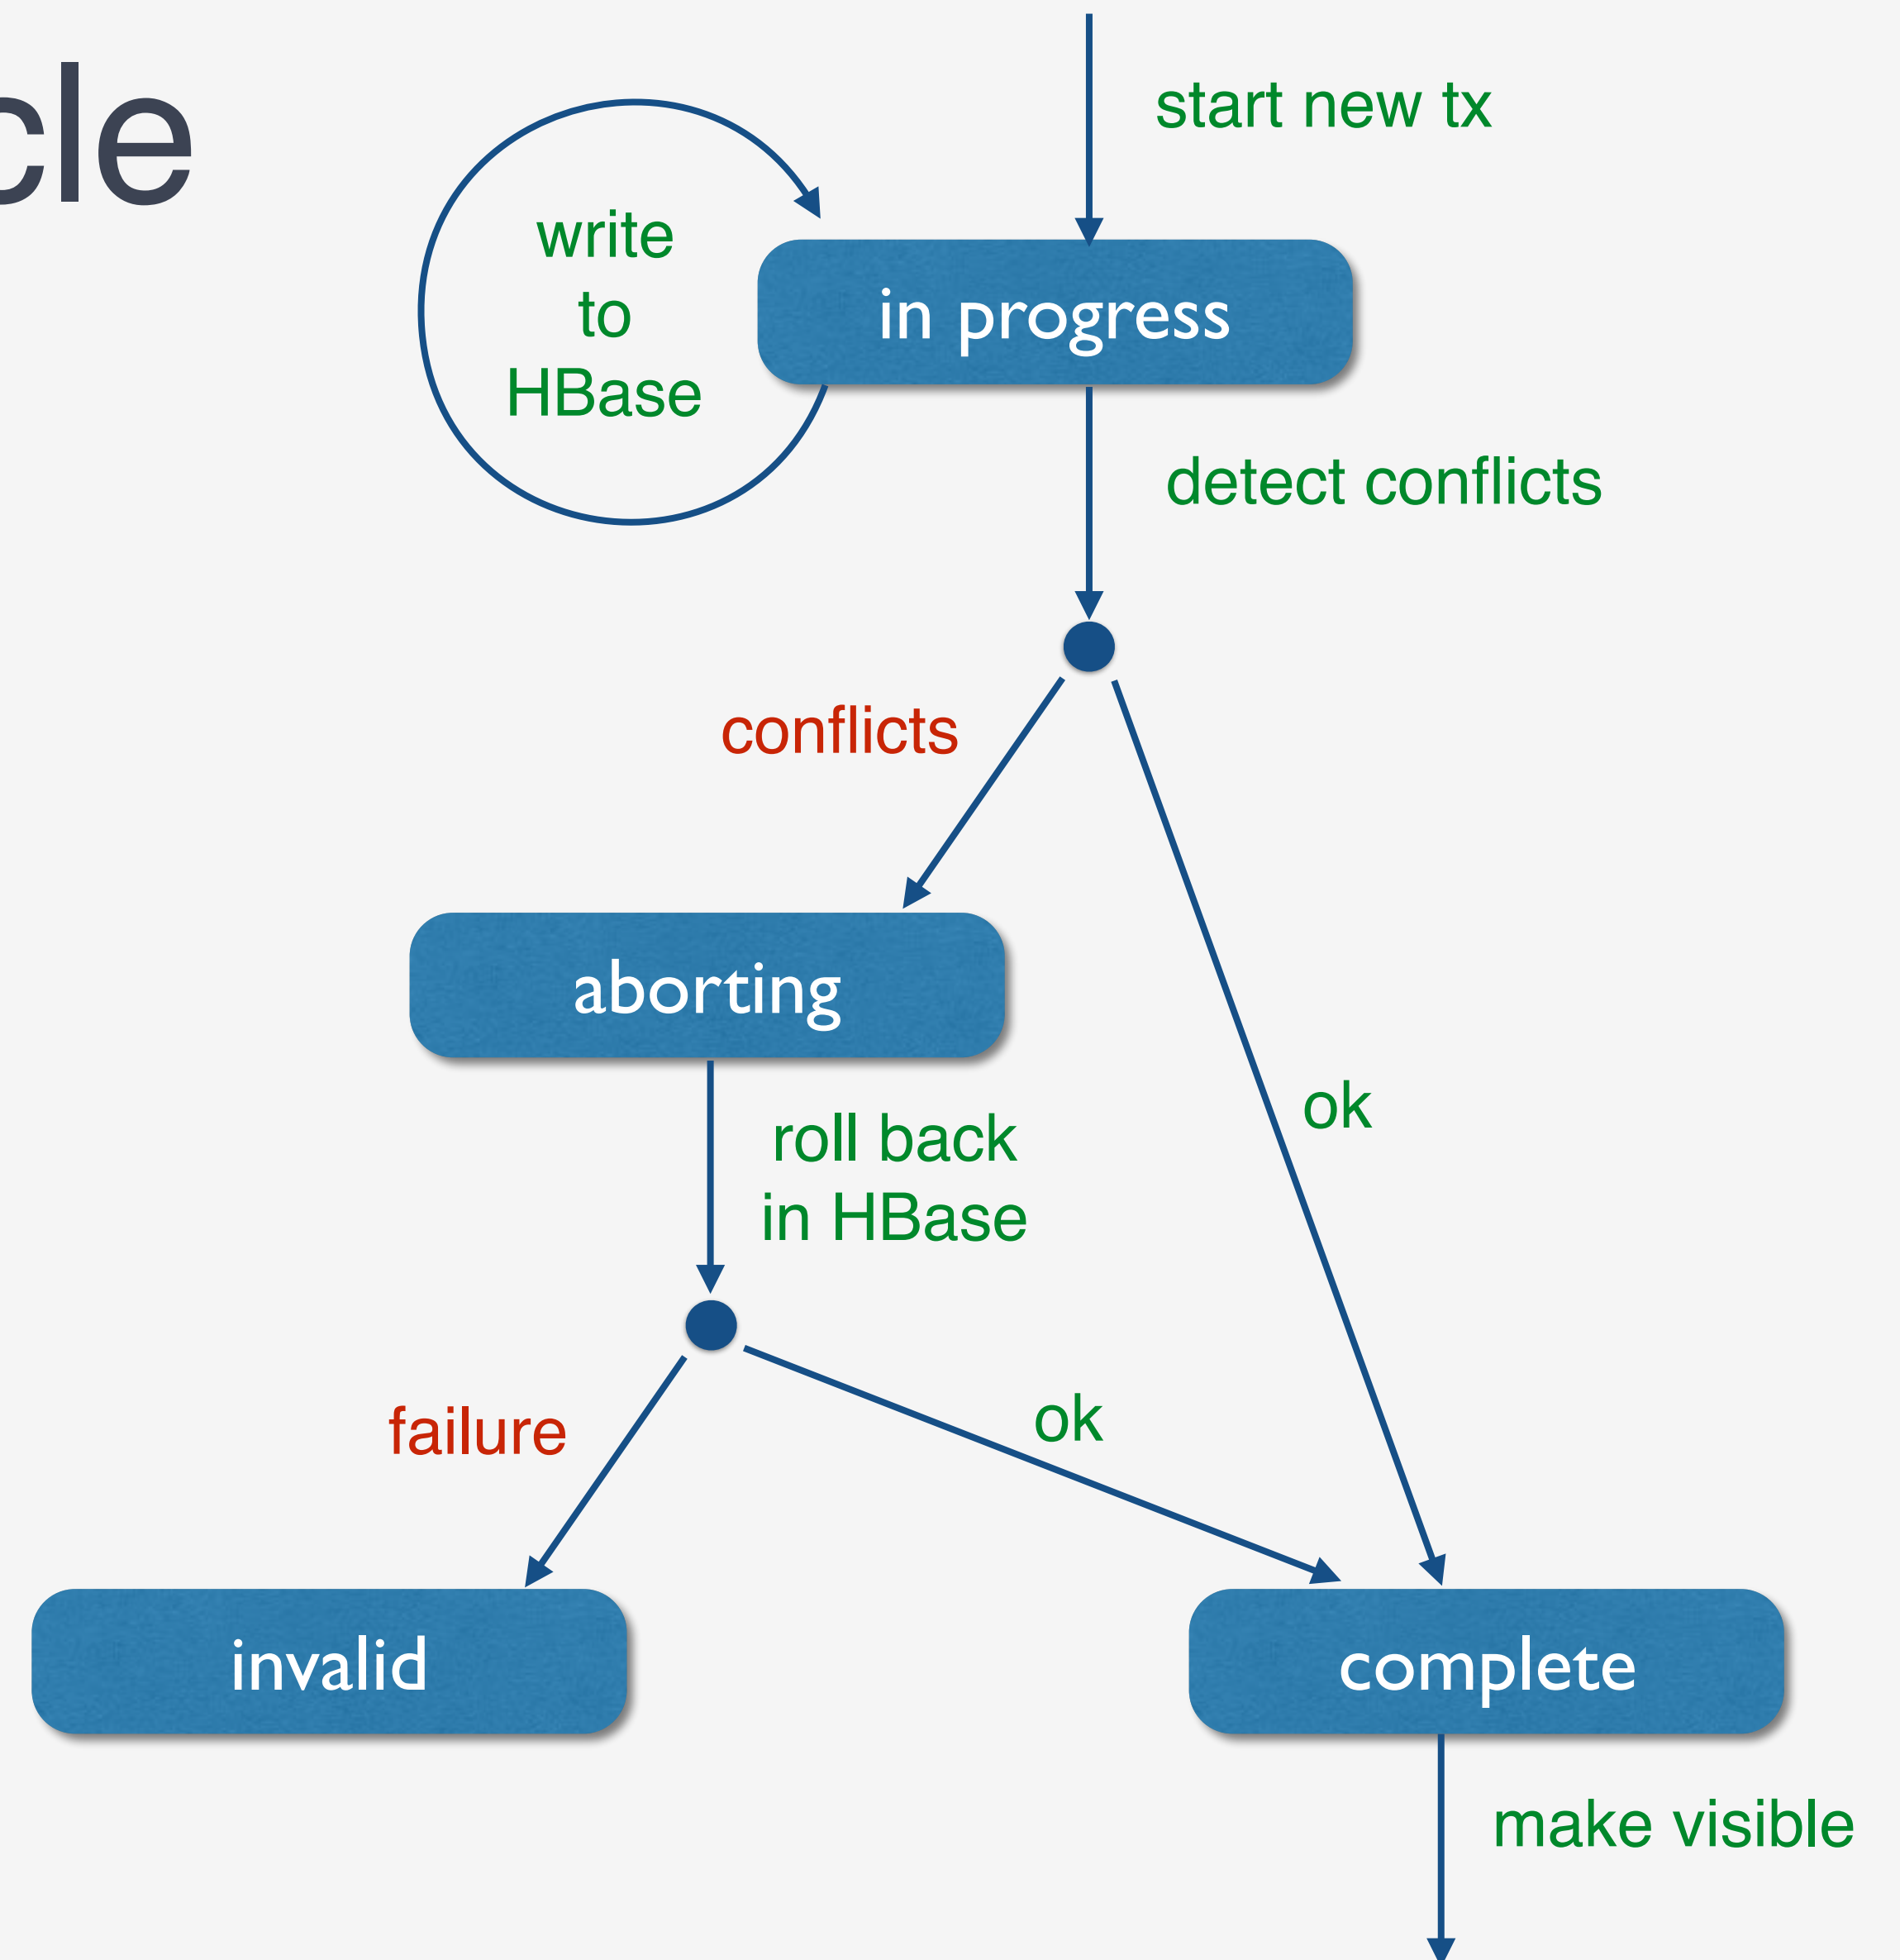 cle
start new tx
write
to
HBase
in progress
detect conflicts
conflicts
aborting
roll back
in HBase
ok
ok
failure
invalid
complete
make visible